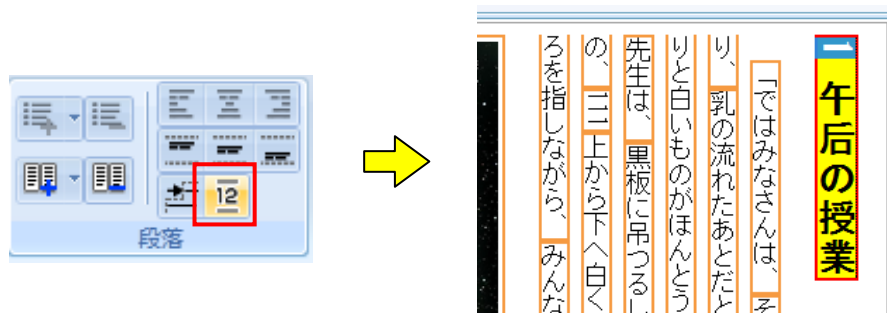 12
段落
一 午后の授業
「ではみなさんは、そ
り、乳の流れたあとだと
りと白いものがほんとう
先生は、黒板に吊つるし
の、二二上から下へ白く
ろを指しながら、みんな